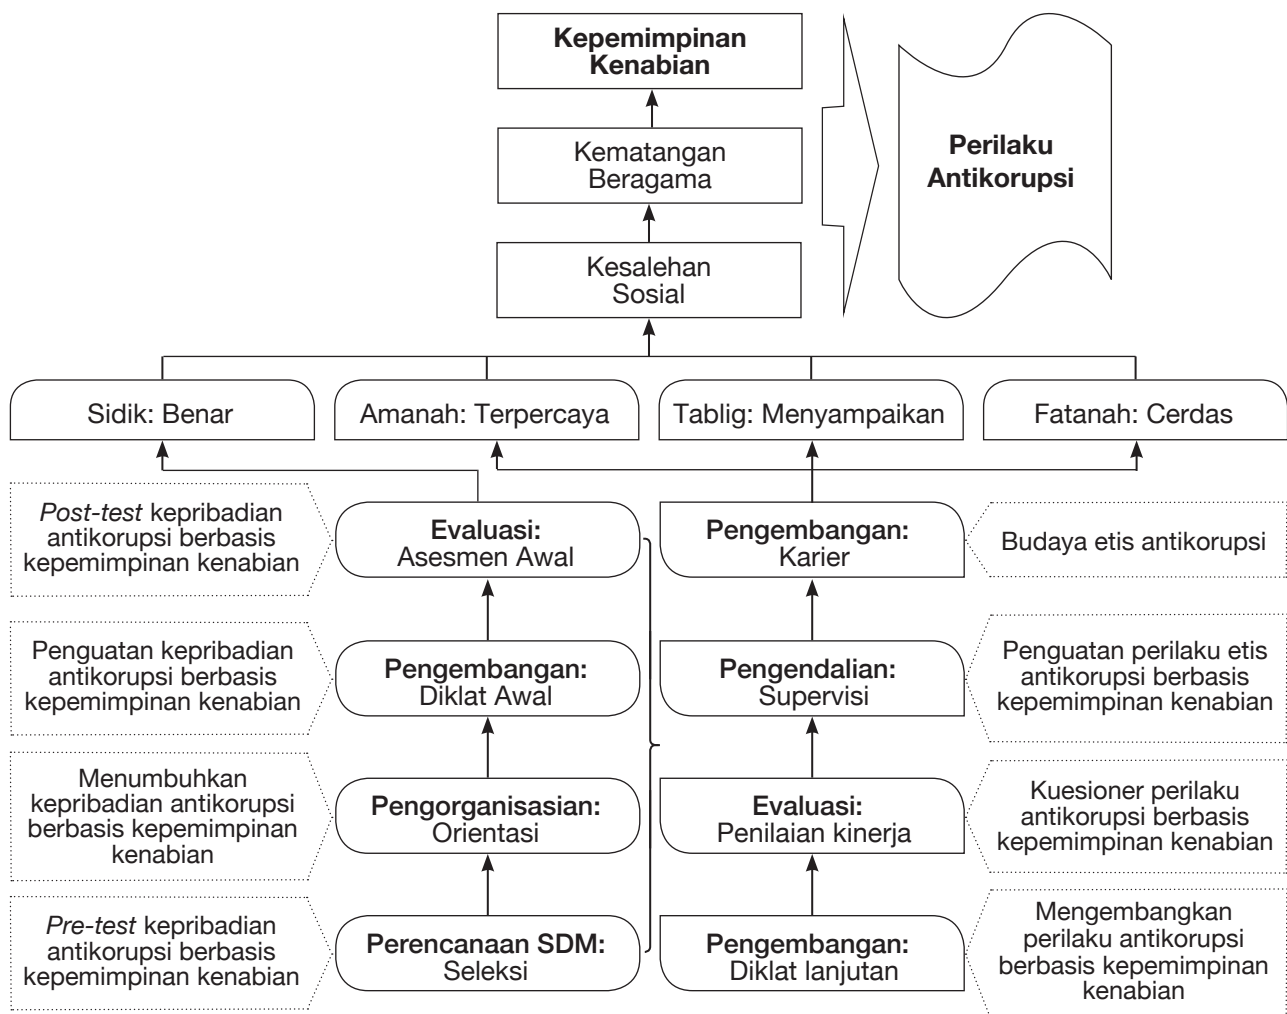 Kepemimpinan
Kenabian
Kematangan
Beragama
Perilaku
Antikorupsi
Kesalehan
Sosial
Sidik: Benar
Amanah: Terpercaya
Tablig: Menyampaikan
Fatanah: Cerdas
Post-test kepribadian
antikorupsi berbasis
kepemimpinan kenabian
Evaluasi:
Asesmen Awal
Pengembangan:
Karier
Budaya etis antikorupsi
Penguatan kepribadian
antikorupsi berbasis
kepemimpinan kenabian
Pengembangan:
Diklat Awal
Pengendalian:
Supervisi
Penguatan perilaku etis
antikorupsi berbasis
kepemimpinan kenabian
Menumbuhkan
kepribadian antikorupsi
berbasis kepemimpinan
kenabian
Pengorganisasian:
Orientasi
Evaluasi:
Penilaian kinerja
Kuesioner perilaku
antikorupsi berbasis
kepemimpinan kenabian
Pre-test kepribadian
antikorupsi berbasis
kepemimpinan kenabian
Perencanaan SDM:
Seleksi
Pengembangan:
Diklat lanjutan
Mengembangkan
perilaku antikorupsi
berbasis kepemimpinan
kenabian